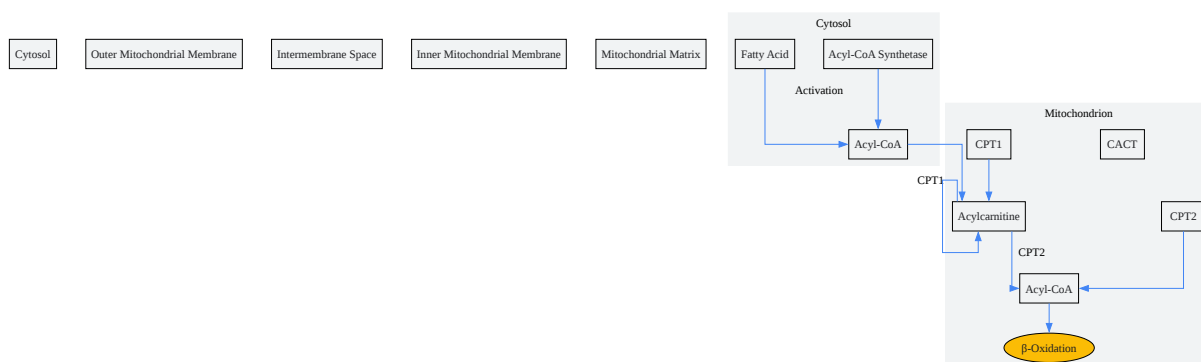 Cytosol
Cytosol
Outer Mitochondrial Membrane
Intermembrane Space
Inner Mitochondrial Membrane
Mitochondrial Matrix
Fatty Acid
Acyl-CoA Synthetase
Activation
Mitochondrion
Acyl-CoA
CPT1
CACT
CPT1
Acylcarnitine
CPT2
CPT2
Acyl-CoA
β-Oxidation